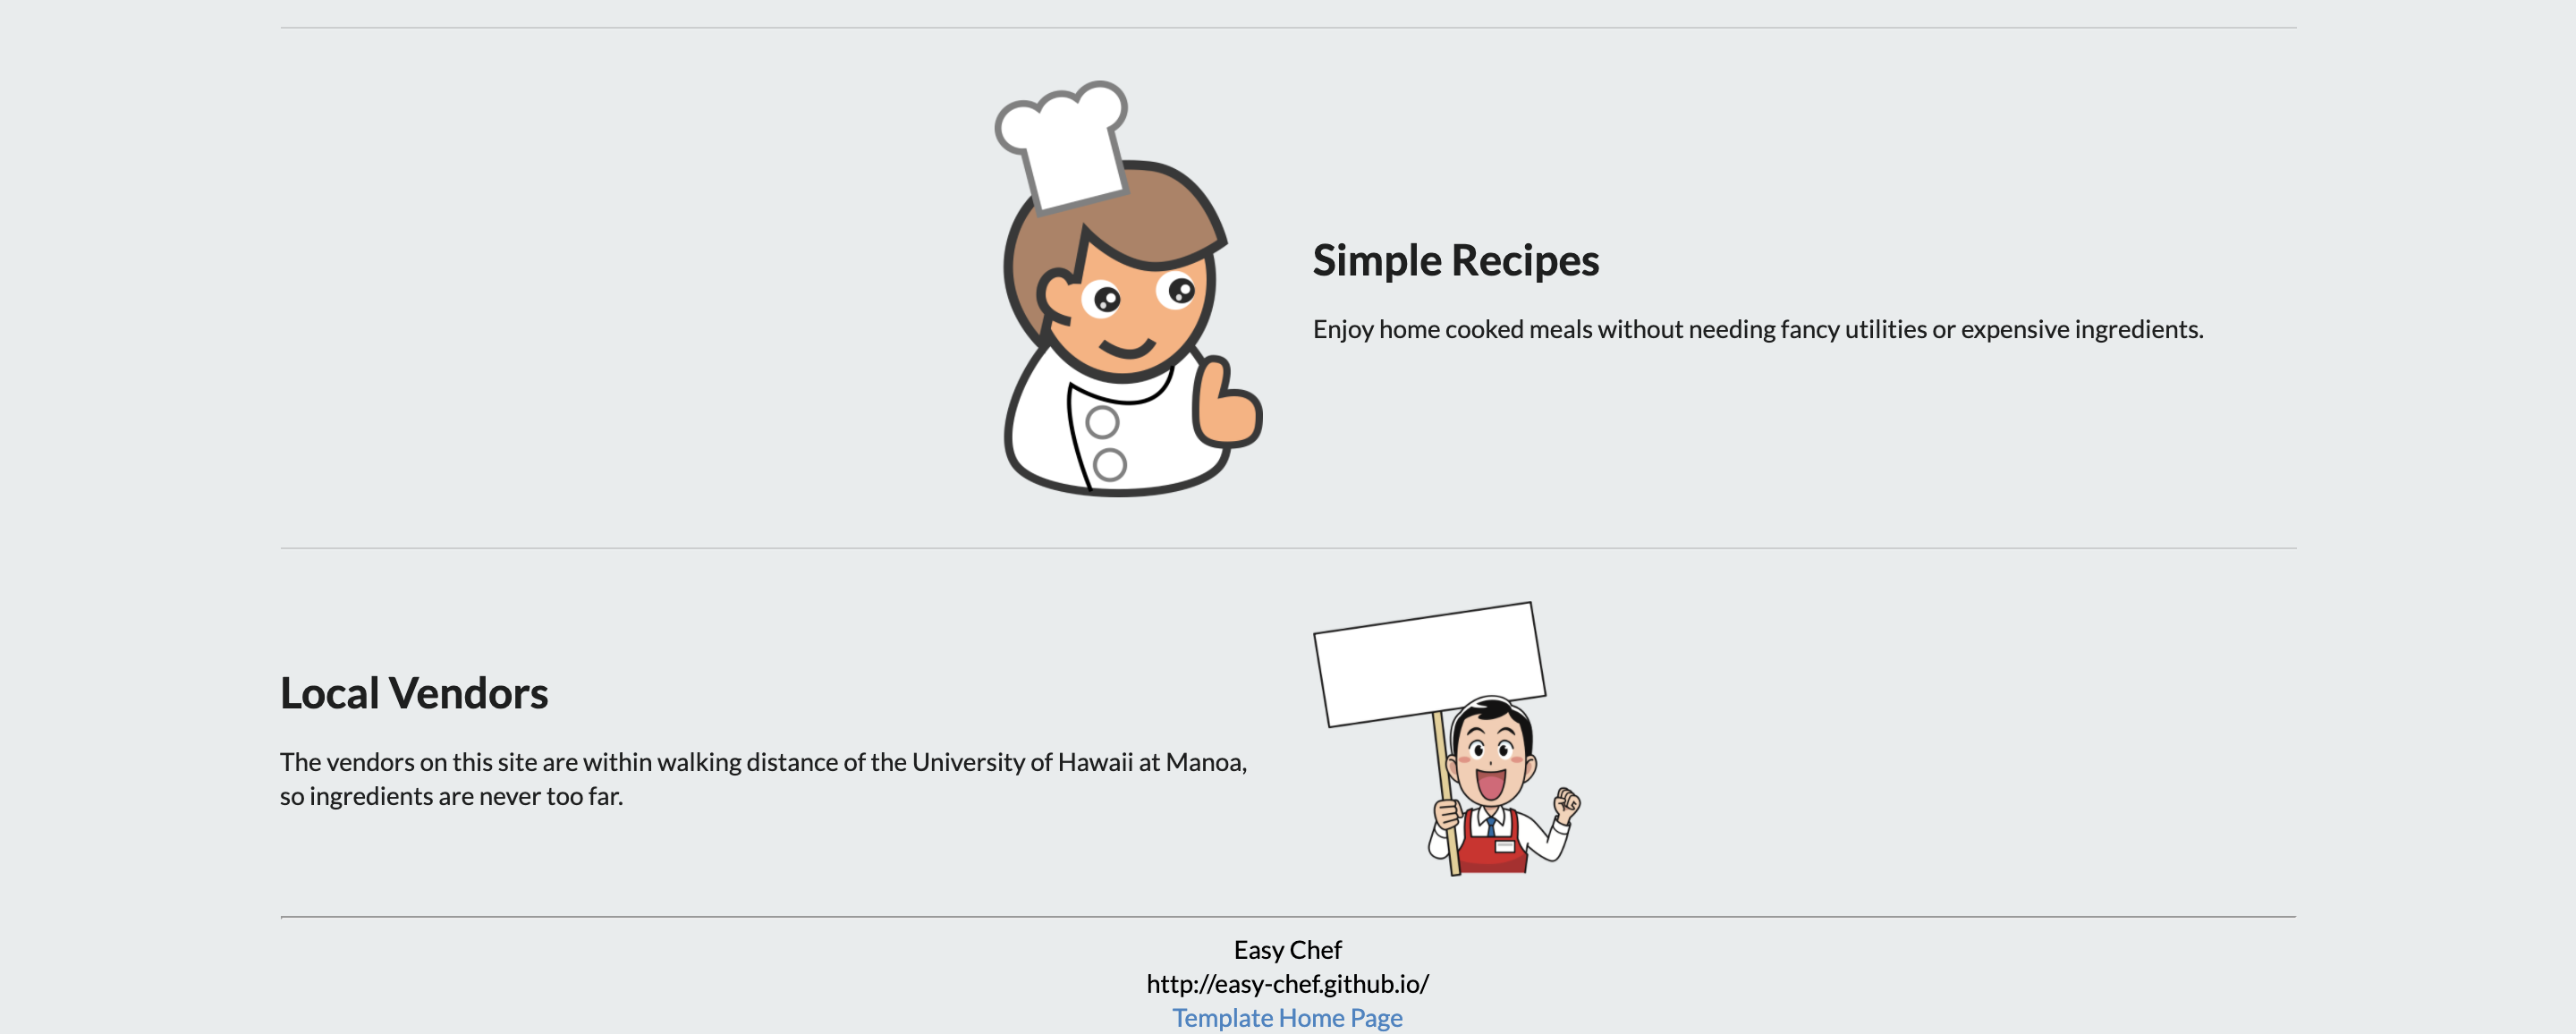 Simple Recipes
Enjoy home cooked meals without needing fancy utilities or expensive ingredients.
Local Vendors
The vendors on this site are within walking distance of the University of Hawaii at Manoa,
so ingredients are never too far.
Easy Chef
http://easy-chef.github.io/
Template Home Page